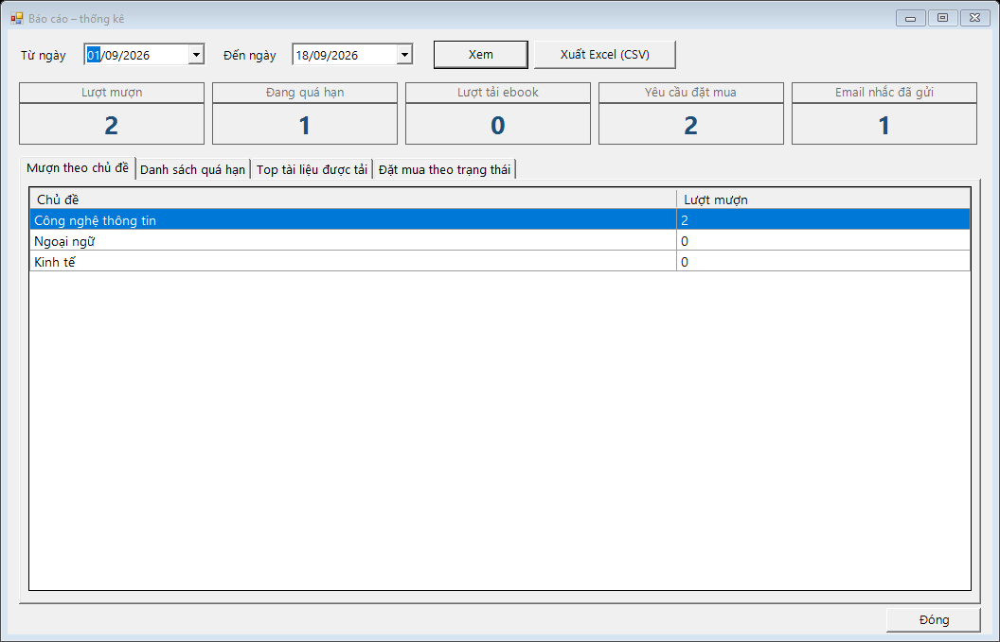 Báo cáo – thống kê
Từ ngày 01/09/2026 Đến ngày 18/09/2026 Xem Xuất Excel (CSV)
Lượt mượn Đang quá hạn Lượt tải ebook Yêu cầu đặt mua Email nhắc đã gửi
2 1 0 2 1
Mượn theo chủ đề Danh sách quá hạn Top tài liệu được tải Đặt mua theo trạng thái
Chủ đề Lượt mượn
Công nghệ thông tin 2
Ngoại ngữ 0
Kinh tế 0
Đóng